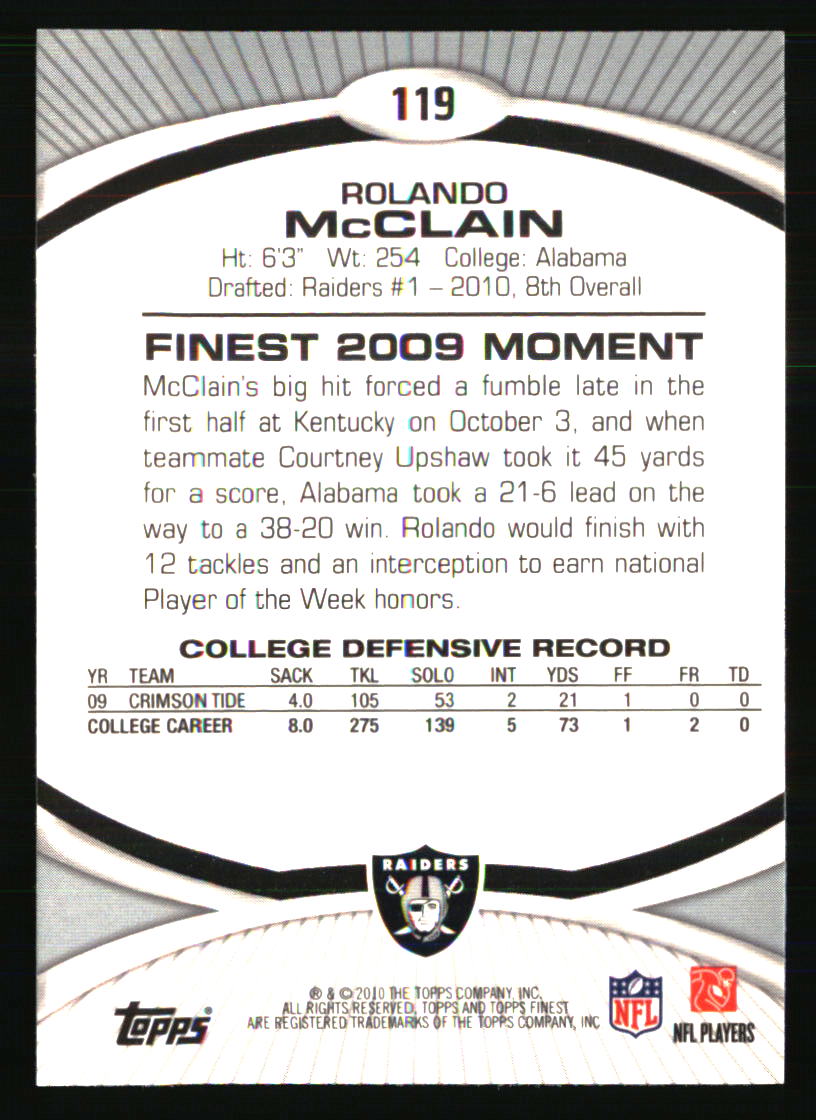 119
ROLANDO
McCLAIN
Ht: 6'3" Wt: 254 College: Alabama
Drafted: Raiders #1 – 2010, 8th Overall
FINEST 2009 MOMENT
McClain's big hit forced a fumble late in the
first half at Kentucky on October 3, and when
teammate Courtney Upshaw took it 45 yards
for a score, Alabama took a 21-6 lead on the
way to a 38-20 win. Rolando would finish with
12 tackles and an interception to earn national
Player of the Week honors.
COLLEGE DEFENSIVE RECORD
YR TEAM SACK TKL SOLO INT YDS FF FR TD
09 CRIMSON TIDE 4.0 105 53 2 21 1 0 0
COLLEGE CAREER 8.0 275 139 5 73 1 2 0
RAIDERS
® & © 2010 THE TOPPS COMPANY, INC.
ALL RIGHTS RESERVED. TOPPS AND TOPPS FINEST
ARE REGISTERED TRADEMARKS OF THE TOPPS COMPANY, INC
Topps®
NFL
NFL PLAYERS